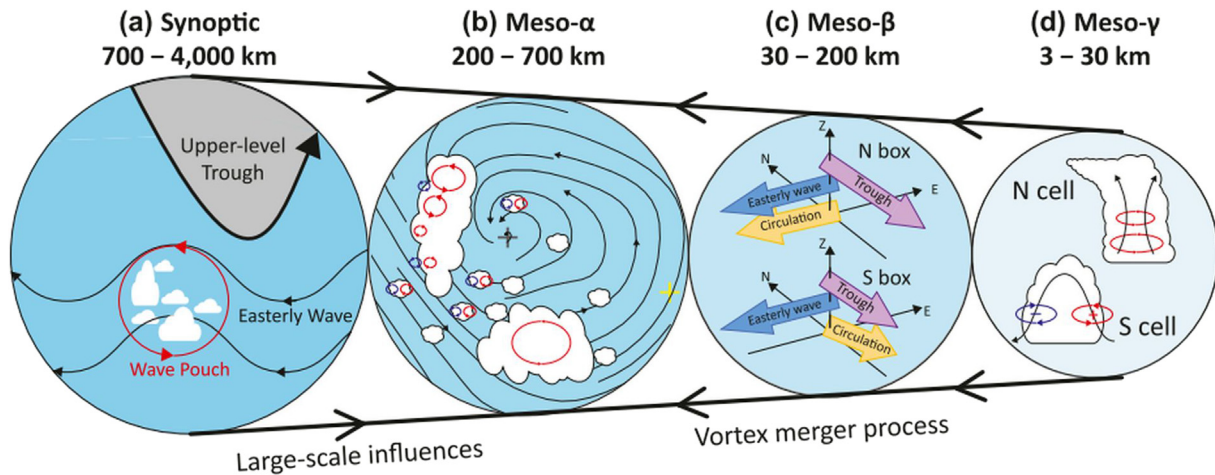 (a) Synoptic
700 – 4,000 km
(b) Meso-α
200 – 700 km
(c) Meso-β
30 – 200 km
(d) Meso-γ
3 – 30 km
Upper-level
Trough
Easterly Wave
Wave Pouch
Z
N
N box
E
Easterly wave
Trough
Circulation
Z
N
S box
E
Easterly wave
Trough
Circulation
N cell
S cell
−
+
Large-scale influences
Vortex merger process